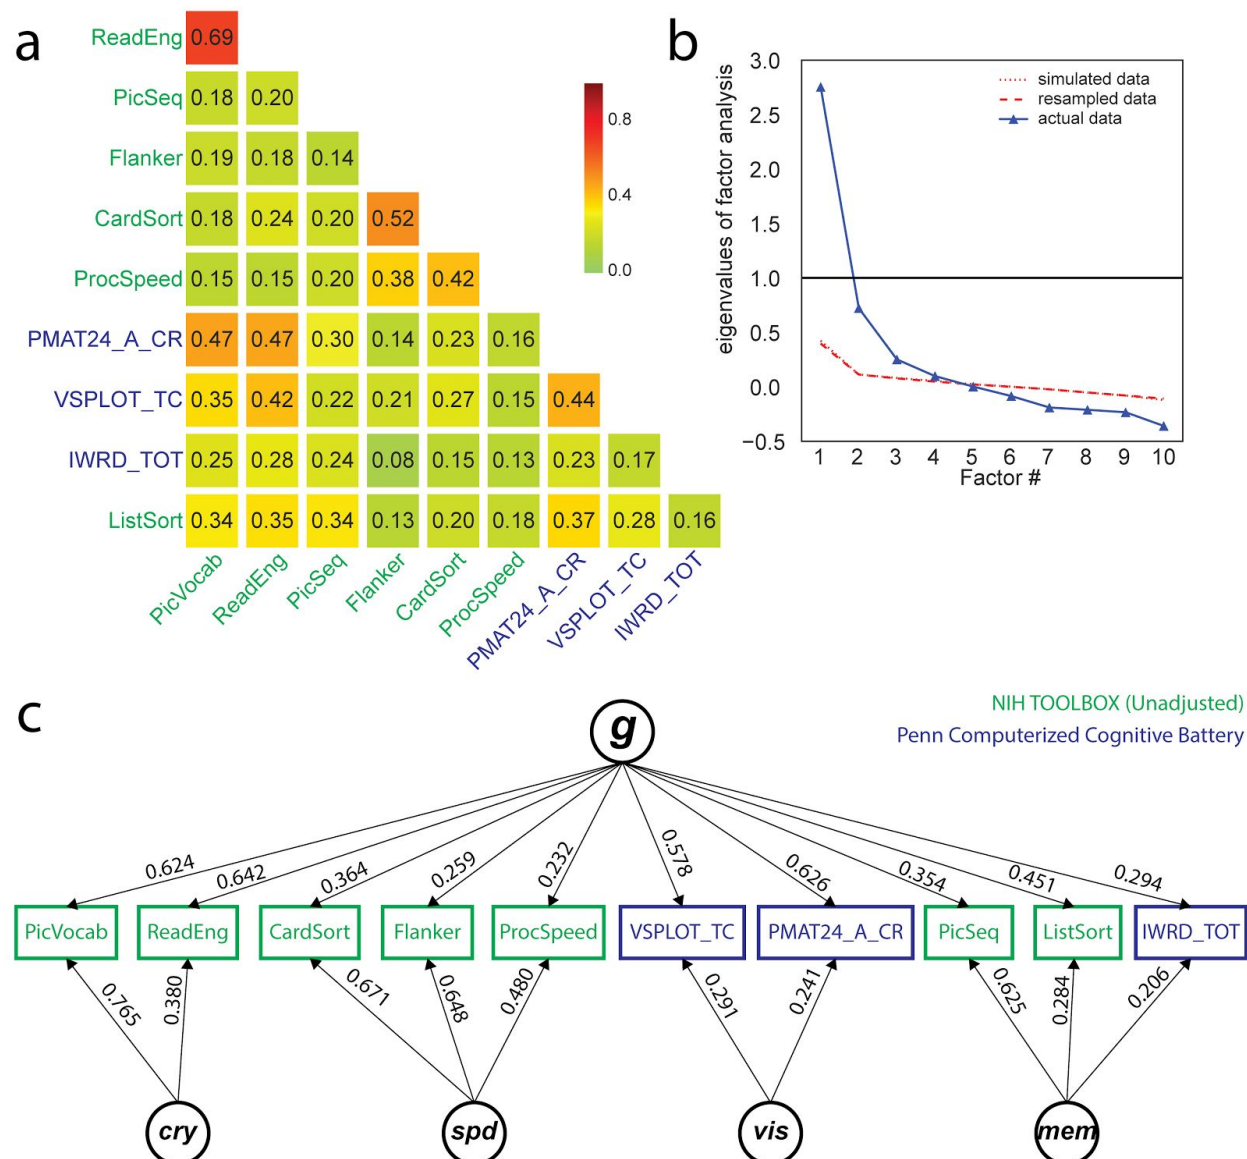 a
ReadEng 0.69
PicSeq 0.18 0.20
Flanker 0.19 0.18 0.14
CardSort 0.18 0.24 0.20 0.52
ProcSpeed 0.15 0.15 0.20 0.38 0.42
PMAT24_A_CR 0.47 0.47 0.30 0.14 0.23 0.16
VSPLOT_TC 0.35 0.42 0.22 0.21 0.27 0.15 0.44
IWRD_TOT 0.25 0.28 0.24 0.08 0.15 0.13 0.23 0.17
ListSort 0.34 0.35 0.34 0.13 0.20 0.18 0.37 0.28 0.16
PicVocab ReadEng PicSeq Flanker CardSort ProcSpeed PMAT24_A_CR VSPLOT_TC IWRD_TOT
0.8
0.4
0.0
b
eigenvalues of factor analysis
3.0
2.5
2.0
1.5
1.0
0.5
0.0
−0.5
simulated data
resampled data
actual data
1 2 3 4 5 6 7 8 9 10
Factor #
c
NIH TOOLBOX (Unadjusted)
Penn Computerized Cognitive Battery
g
0.624 0.642 0.364 0.259 0.232 0.578 0.626 0.354 0.451 0.294
PicVocab ReadEng CardSort Flanker ProcSpeed VSPLOT_TC PMAT24_A_CR PicSeq ListSort IWRD_TOT
0.765 0.380 0.671 0.648 0.480 0.291 0.241 0.625 0.284 0.206
cry spd vis mem